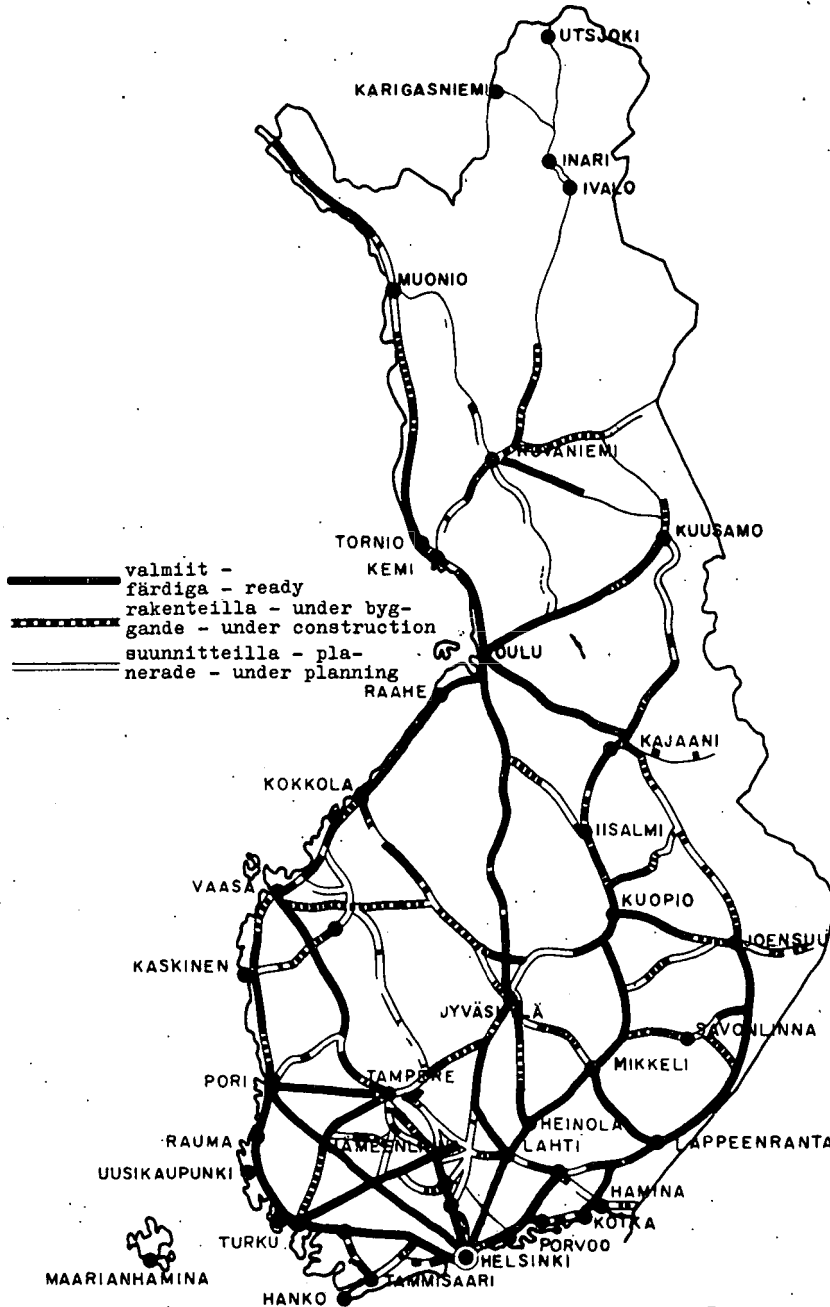 UTSJOKI
KARIGASNIEMI
INARI
IVALO
MUONIO
ROVANIEMI
TORNIO
KUUSAMO
KEMI
valmiit -
färdiga - ready
rakenteilla - under byg-
gande - under construction
suunnitteilla - pla-
nerade - under planning
OULU
RAAHE
KAJAANI
KOKKOLA
IISALMI
VAASA
KUOPIO
JOENSUU
KASKINEN
JYVÄSKYLÄ
SAVONLINNA
MIKKELI
TAMPERE
PORI
HEINOLA
RAUMA
HÄMEENLINNA
LAHTI
LAPPEENRANTA
UUSIKAUPUNKI
HAMINA
KOTKA
TURKU
PORVOO
HELSINKI
MAARIANHAMINA
TAMMISAARI
HANKO